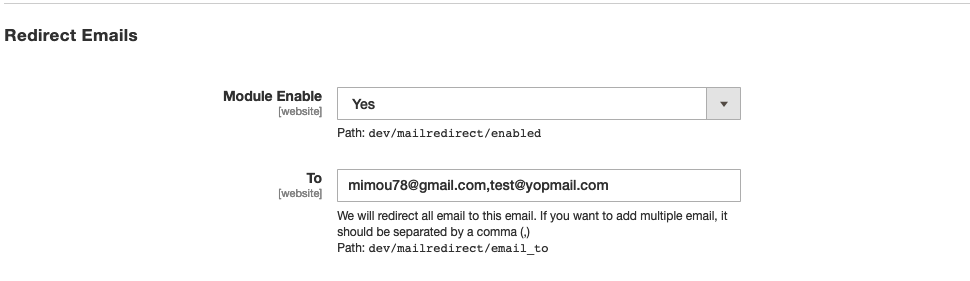 Redirect Emails
Module Enable
[website]
Yes
Path: dev/mailredirect/enabled
To
[website]
mimou78@gmail.com,test@yopmail.com
We will redirect all email to this email. If you want to add multiple email, it
should be separated by a comma (,)
Path: dev/mailredirect/email_to